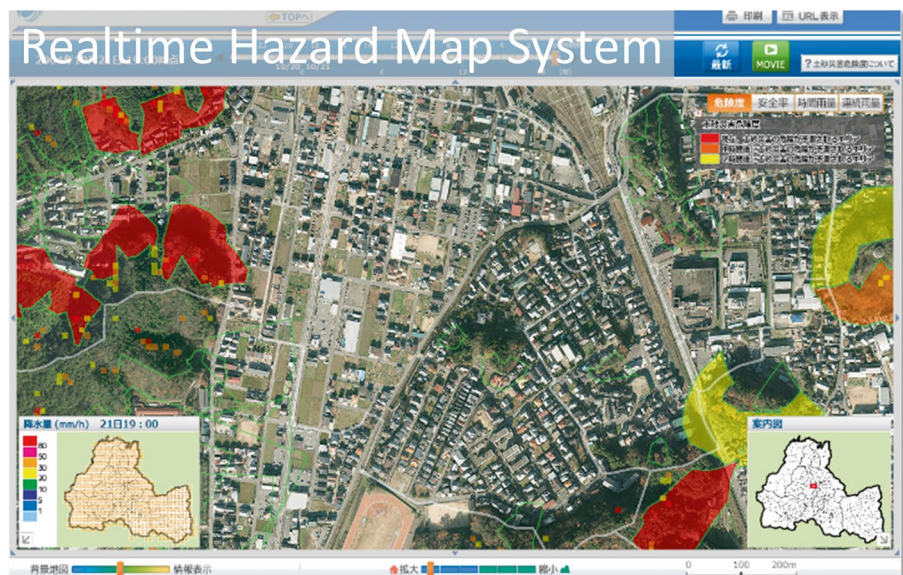 TOPへ
印刷
URL表示
Realtime Hazard Map System
10/20 10/21
最新
MOVIE
?土砂災害危険度について
危険度 安全率 時間雨量 連続雨量
降水量 (mm/h) 21日19:00
80
50
30
20
10
5
1
案内図
背景地図
情報表示
拡大
縮小
0 100 200m